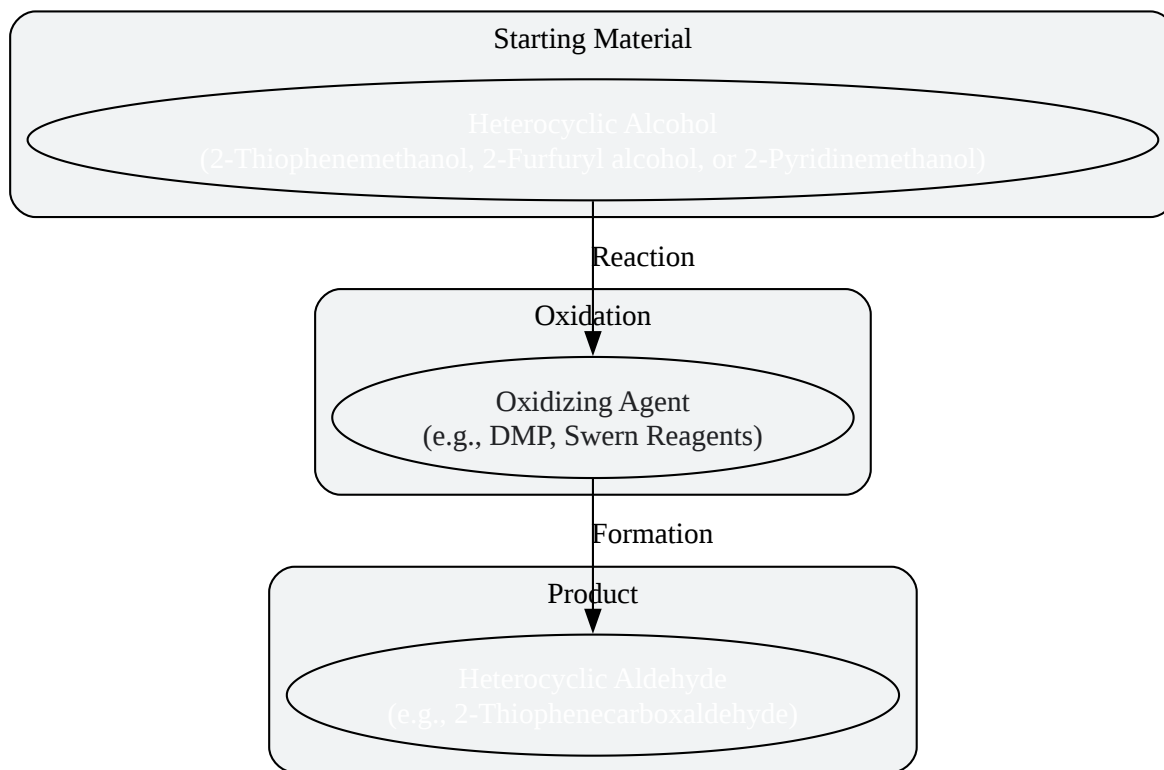 Starting Material
Heterocyclic Alcohol
(2-Thiophenemethanol, 2-Furfuryl alcohol, or 2-Pyridinemethanol)
Reaction
Oxidation
Oxidizing Agent
(e.g., DMP, Swern Reagents)
Formation
Product
Heterocyclic Aldehyde
(e.g., 2-Thiophenecarboxaldehyde)